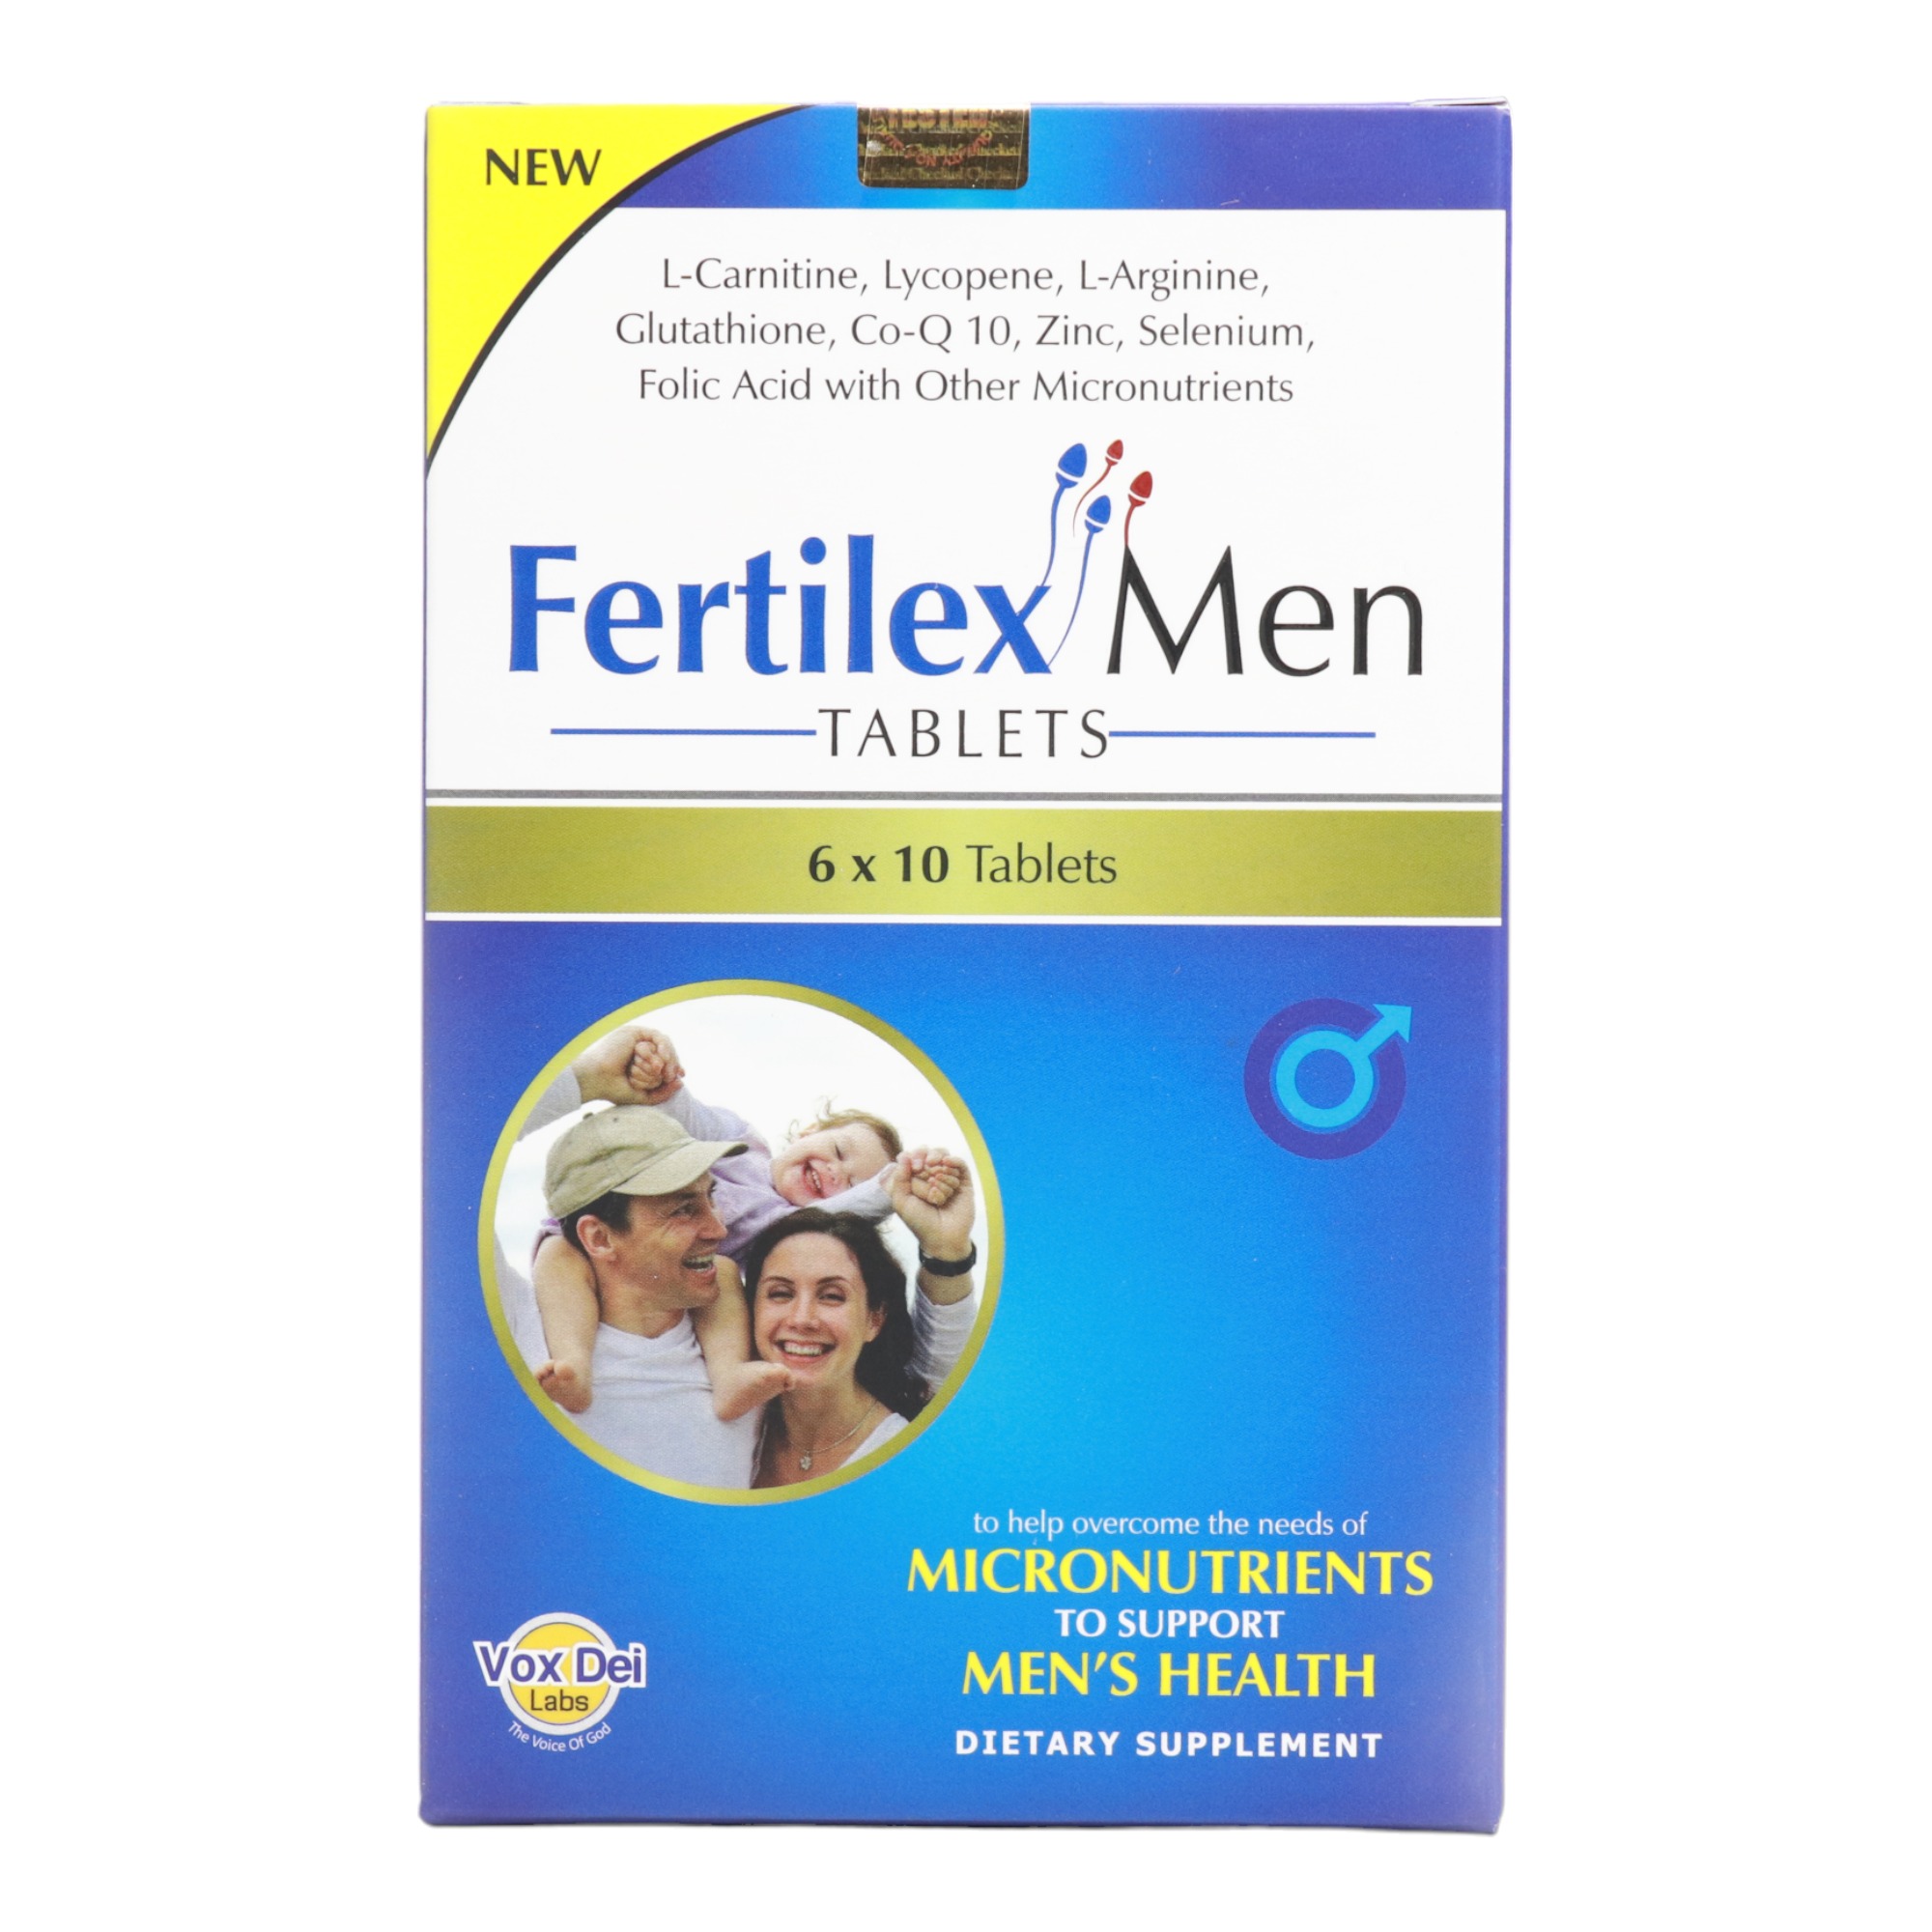 TESTED
NEW
L-Carnitine, Lycopene, L-Arginine,
Glutathione, Co-Q 10, Zinc, Selenium,
Folic Acid with Other Micronutrients
Fertilex Men
TABLETS
6 x 10 Tablets
to help overcome the needs of
MICRONUTRIENTS
TO SUPPORT
MEN'S HEALTH
DIETARY SUPPLEMENT
Vox Dei
Labs
The Voice Of God